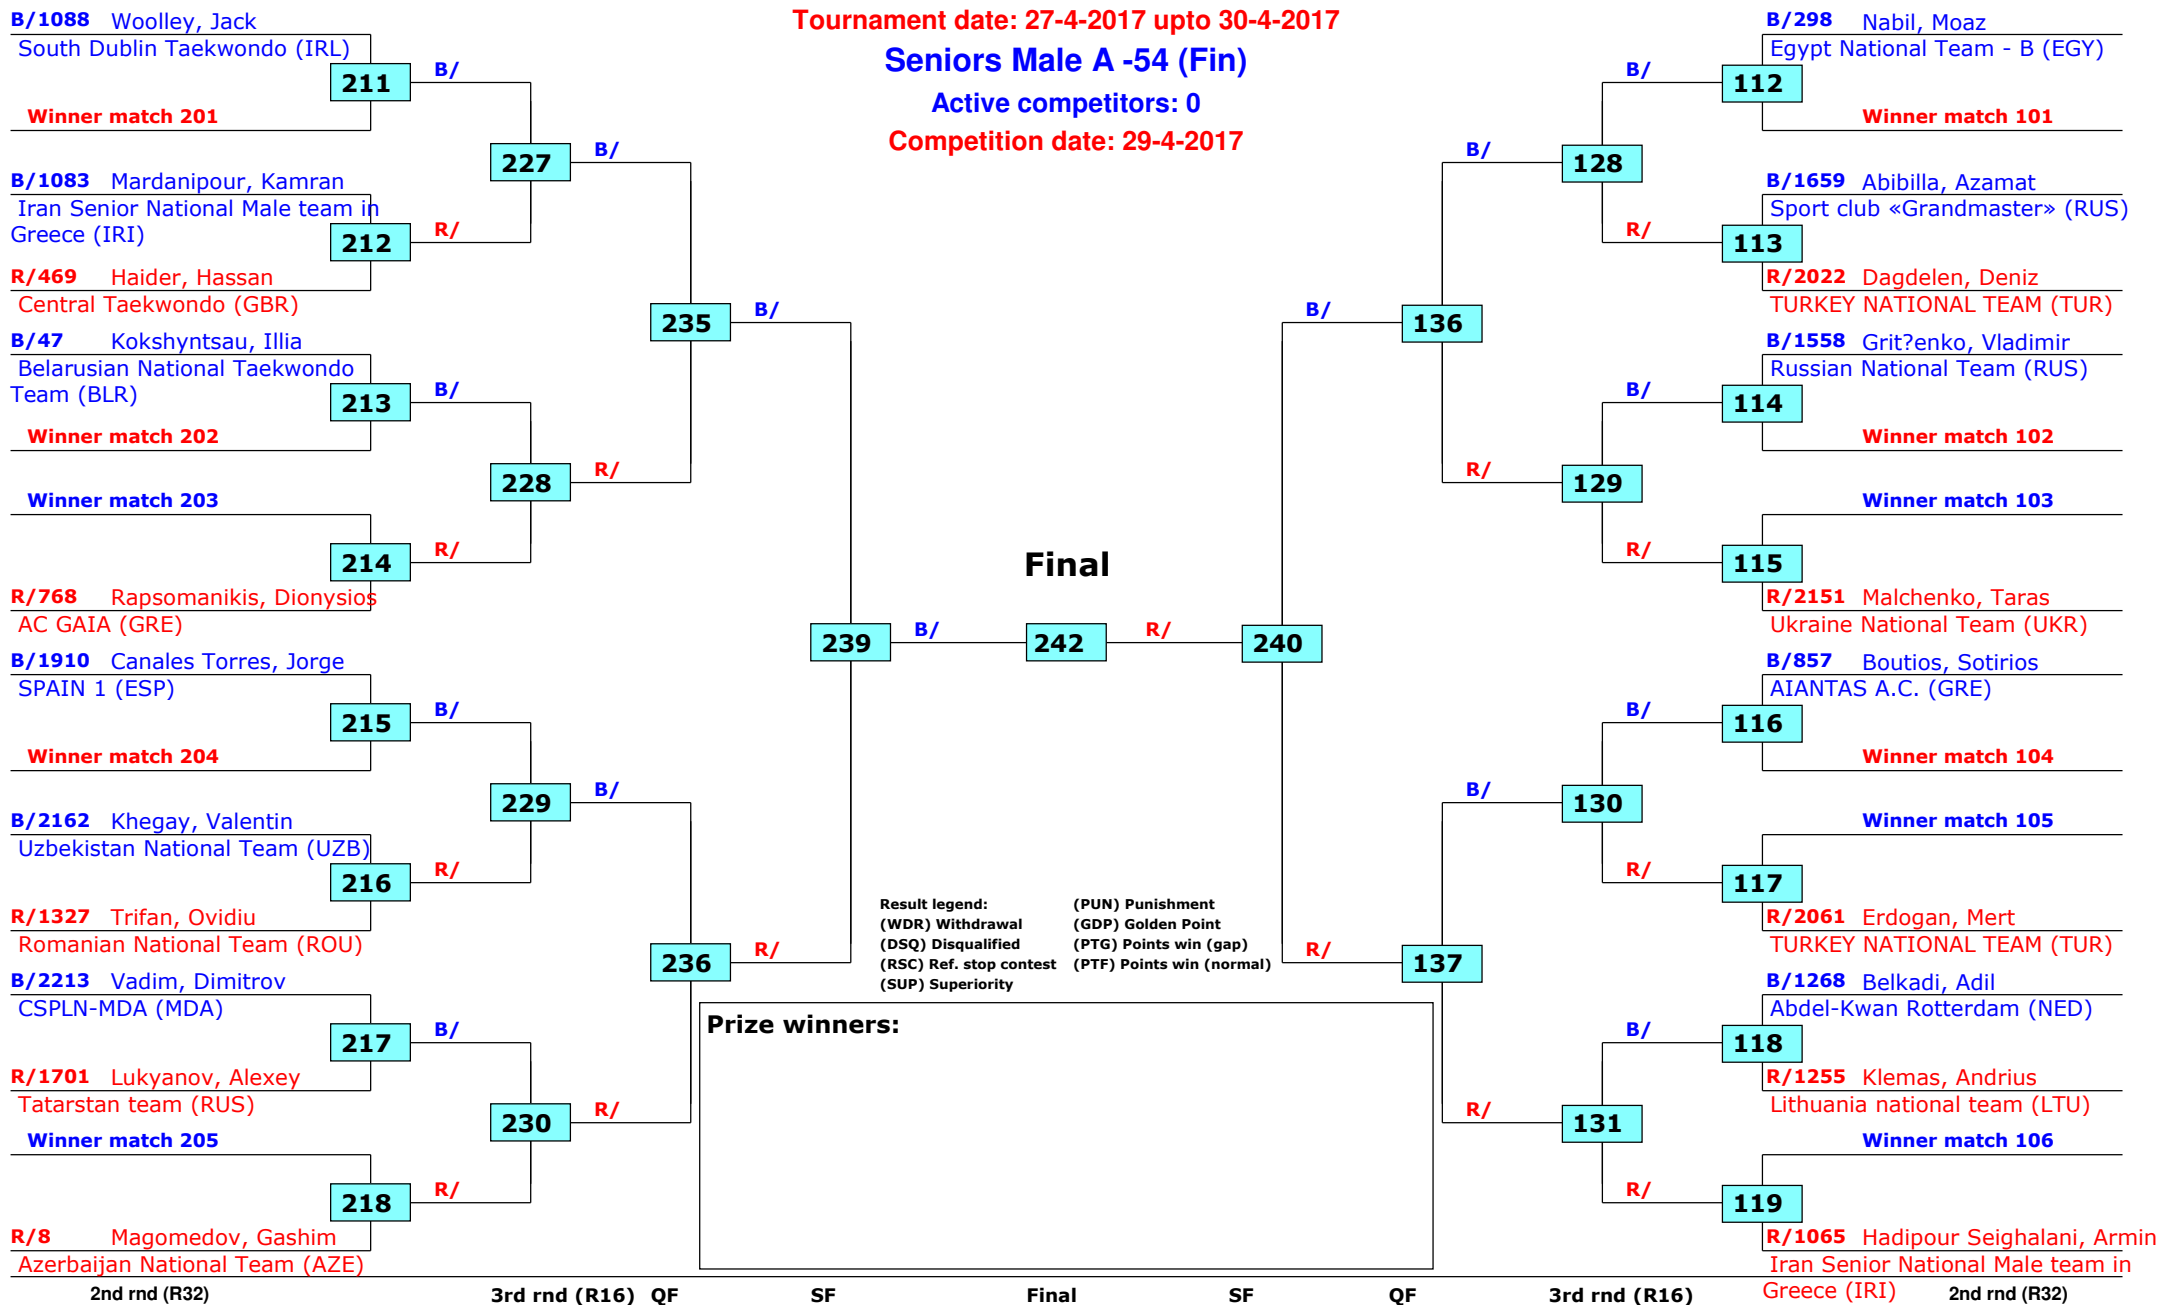 Tournament date: 27-4-2017 upto 30-4-2017
Seniors Male A -54 (Fin)
Active competitors: 0
Competition date: 29-4-2017
B/1088 Woolley, Jack
South Dublin Taekwondo (IRL)
211
B/
Winner match 201
227
B/
B/1083 Mardanipour, Kamran
Iran Senior National Male team in
Greece (IRI)
212
R/
R/469 Haider, Hassan
Central Taekwondo (GBR)
235
B/
B/47 Kokshyntsau, Illia
Belarusian National Taekwondo
Team (BLR)
213
B/
Winner match 202
228
R/
Winner match 203
214
R/
R/768 Rapsomanikis, Dionysios
AC GAIA (GRE)
239
B/
B/1910 Canales Torres, Jorge
SPAIN 1 (ESP)
215
B/
Winner match 204
229
B/
B/2162 Khegay, Valentin
Uzbekistan National Team (UZB)
216
R/
R/1327 Trifan, Ovidiu
Romanian National Team (ROU)
236
R/
B/2213 Vadim, Dimitrov
CSPLN-MDA (MDA)
217
B/
R/1701 Lukyanov, Alexey
Tatarstan team (RUS)
230
R/
Winner match 205
218
R/
R/8 Magomedov, Gashim
Azerbaijan National Team (AZE)
Final
242
R/
240
B/298 Nabil, Moaz
Egypt National Team - B (EGY)
B/
112
Winner match 101
B/
128
B/1659 Abibilla, Azamat
Sport club «Grandmaster» (RUS)
R/
113
R/2022 Dagdelen, Deniz
TURKEY NATIONAL TEAM (TUR)
B/
136
B/1558 Grit?enko, Vladimir
Russian National Team (RUS)
B/
114
Winner match 102
R/
129
Winner match 103
R/
115
R/2151 Malchenko, Taras
Ukraine National Team (UKR)
B/857 Boutios, Sotirios
AIANTAS A.C. (GRE)
B/
116
Winner match 104
B/
130
Winner match 105
R/
117
R/2061 Erdogan, Mert
TURKEY NATIONAL TEAM (TUR)
R/
137
B/1268 Belkadi, Adil
Abdel-Kwan Rotterdam (NED)
B/
118
R/1255 Klemas, Andrius
Lithuania national team (LTU)
R/
131
Winner match 106
R/
119
R/1065 Hadipour Seighalani, Armin
Iran Senior National Male team in
Greece (IRI)
Result legend: (PUN) Punishment
(WDR) Withdrawal (GDP) Golden Point
(DSQ) Disqualified (PTG) Points win (gap)
(RSC) Ref. stop contest (PTF) Points win (normal)
(SUP) Superiority
Prize winners:
2nd rnd (R32) 3rd rnd (R16) QF SF Final SF QF 3rd rnd (R16) 2nd rnd (R32)